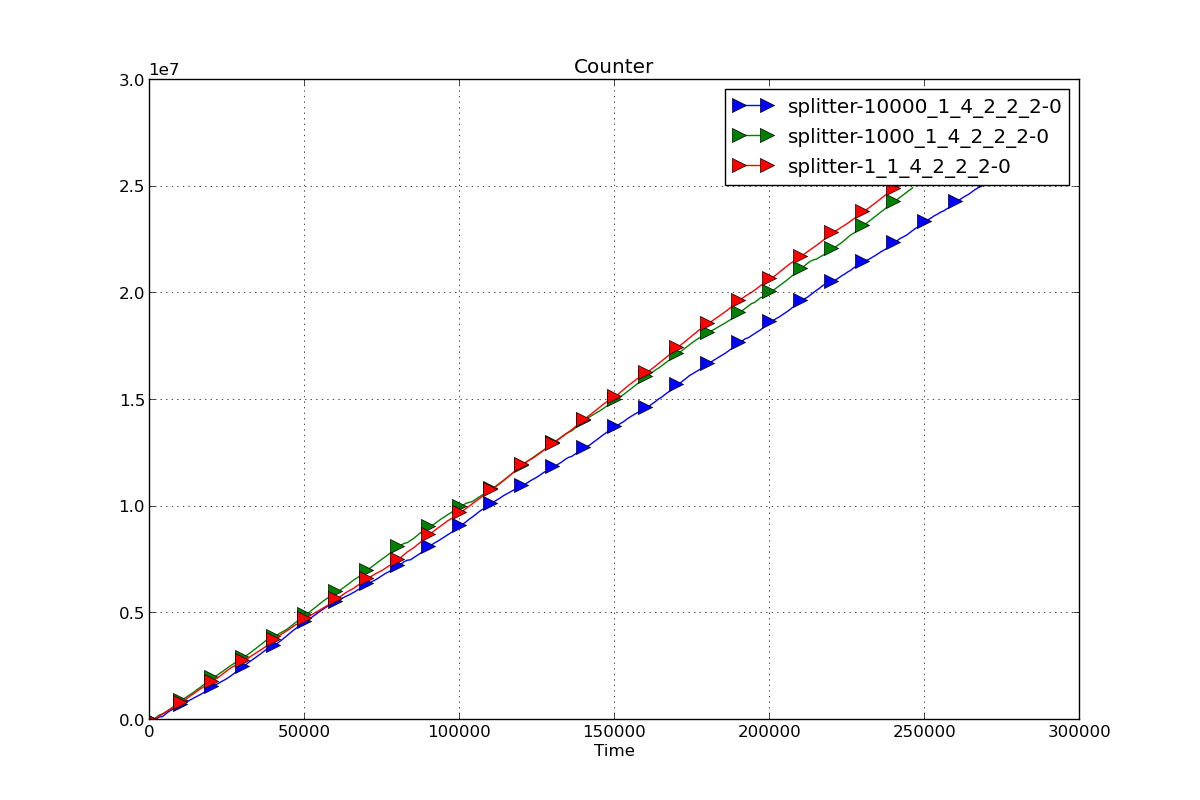 Counter
1e7
3.0
2.5
2.0
1.5
1.0
0.5
0.0
splitter-10000_1_4_2_2_2-0
splitter-1000_1_4_2_2_2-0
splitter-1_1_4_2_2_2-0
0 50000 100000 150000 200000 250000 300000
Time